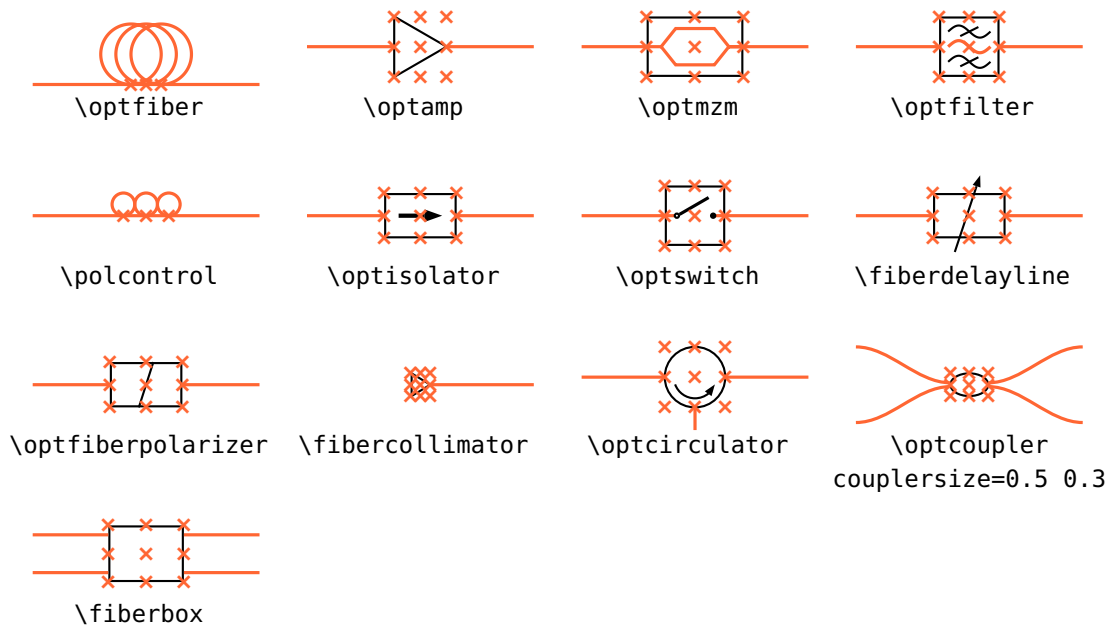 \optfiber
\optamp
\optmzm
\optfilter
\polcontrol
\optisolator
\optswitch
\fiberdelayline
\optfiberpolarizer
\fibercollimator
\optcirculator
\optcoupler
couplersize=0.5 0.3
\fiberbox